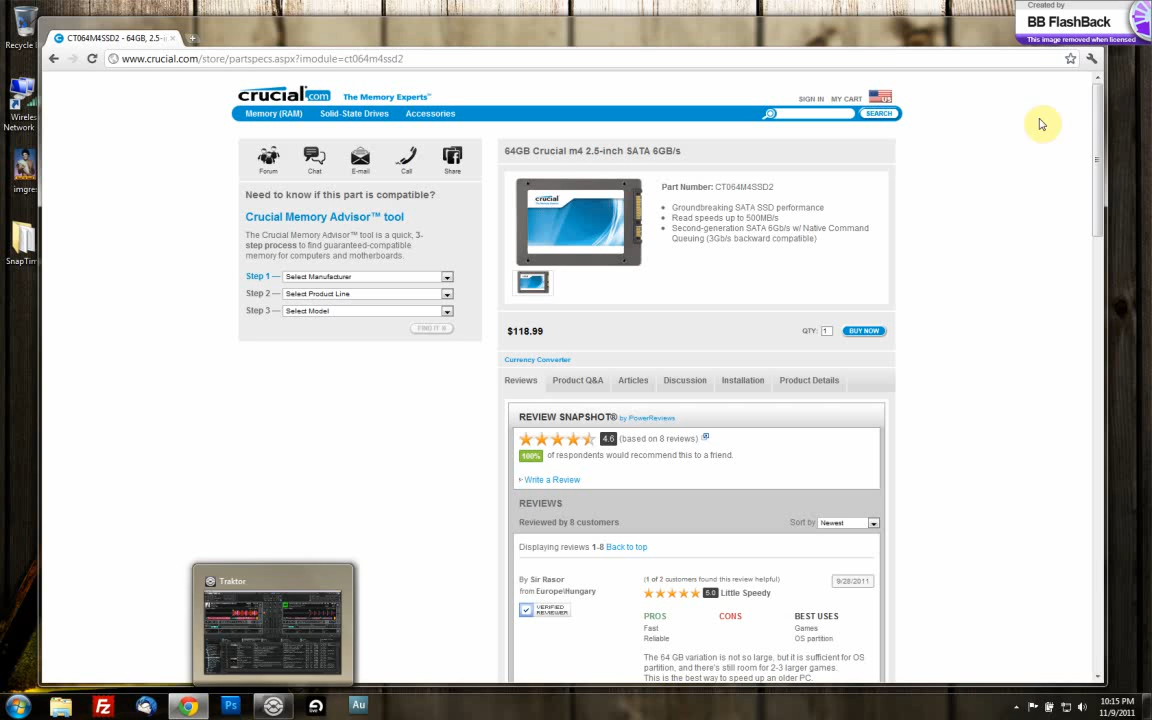 Created by
BB FlashBack
This image removed when licensed
Recycle
CT064M4SSD2 - 64GB, 2.5-i
www.crucial.com/store/partspecs.aspx?imodule=ct064m4ssd2
Wireless
Network
imgres
SnapTim
crucial.com The Memory Experts™
SIGN IN MY CART
US
Memory (RAM) Solid-State Drives Accessories
SEARCH
Forum Chat E-mail Call Share
Need to know if this part is compatible?
Crucial Memory Advisor™ tool
The Crucial Memory Advisor™ tool is a quick, 3-
step process to find guaranteed-compatible
memory for computers and motherboards.
Step 1 — Select Manufacturer
Step 2 — Select Product Line
Step 3 — Select Model
FIND IT
64GB Crucial m4 2.5-inch SATA 6GB/s
crucial
Part Number: CT064M4SSD2
Groundbreaking SATA SSD performance
Read speeds up to 500MB/s
Second-generation SATA 6Gb/s w/ Native Command
Queuing (3Gb/s backward compatible)
$118.99
QTY: 1 BUY NOW
Currency Converter
Reviews Product Q&A Articles Discussion Installation Product Details
REVIEW SNAPSHOT® by PowerReviews
4.6 (based on 8 reviews)
100% of respondents would recommend this to a friend.
Write a Review
REVIEWS
Reviewed by 8 customers
Sort by Newest
Displaying reviews 1-8 Back to top
By Sir Rasor
from Europe\Hungary
VERIFIED
REVIEWER
(1 of 2 customers found this review helpful)
9/28/2011
5.0 Little Speedy
PROS CONS BEST USES
Fast
Reliable
Games
OS partition
The 64 GB variation is not so large, but it is sufficient for OS
partition, and there's still room for 2-3 larger games.
This is the best way to speed up an older PC.
Traktor
Fz
Ps
live
Au
10:15 PM
11/9/2011